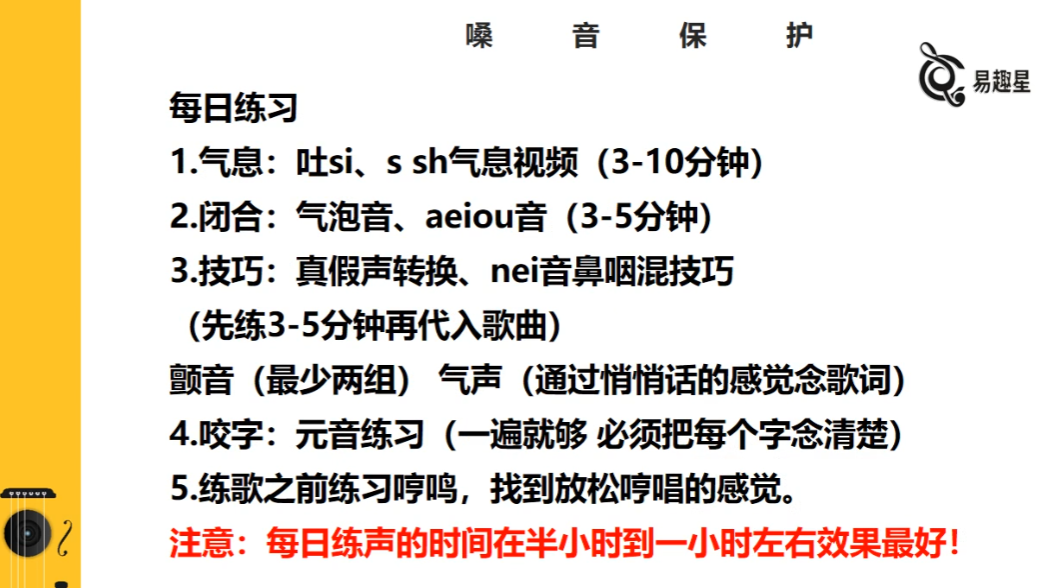 嗓音保护
易趣星
每日练习
1.气息：吐si、s sh气息视频（3-10分钟）
2.闭合：气泡音、aeiou音（3-5分钟）
3.技巧：真假声转换、nei音鼻咽混技巧
（先练3-5分钟再代入歌曲）
颤音（最少两组） 气声（通过悄悄话的感觉念歌词）
4.咬字：元音练习（一遍就够 必须把每个字念清楚）
5.练歌之前练习哼鸣，找到放松哼唱的感觉。
注意：每日练声的时间在半小时到一小时左右效果最好！